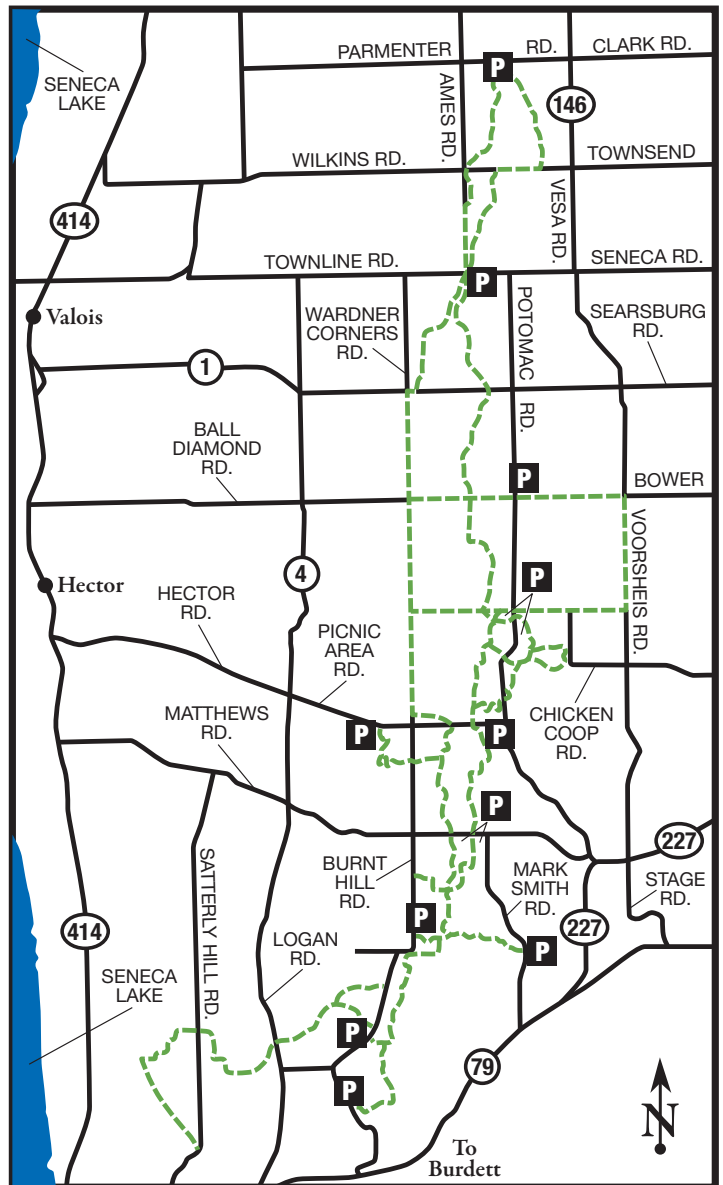 PARMENTER
RD.
CLARK RD.
P
SENECA
LAKE
AMES RD.
146
WILKINS RD.
TOWNSEND
VESA RD.
414
TOWNLINE RD.
SENECA RD.
P
Valois
WARDNER
CORNERS
RD.
POTOMAC
RD.
SEARSBURG
RD.
1
BALL
DIAMOND
RD.
P
BOWER
VOORSHEIS RD.
Hector
4
P
HECTOR
RD.
PICNIC
AREA
RD.
MATTHEWS
RD.
P
P
CHICKEN
COOP
RD.
P
227
SATTERLY HILL RD.
BURNT
HILL
RD.
MARK
SMITH
RD.
STAGE
RD.
414
LOGAN
RD.
P
227
P
SENECA
LAKE
P
79
P
N
To
Burdett